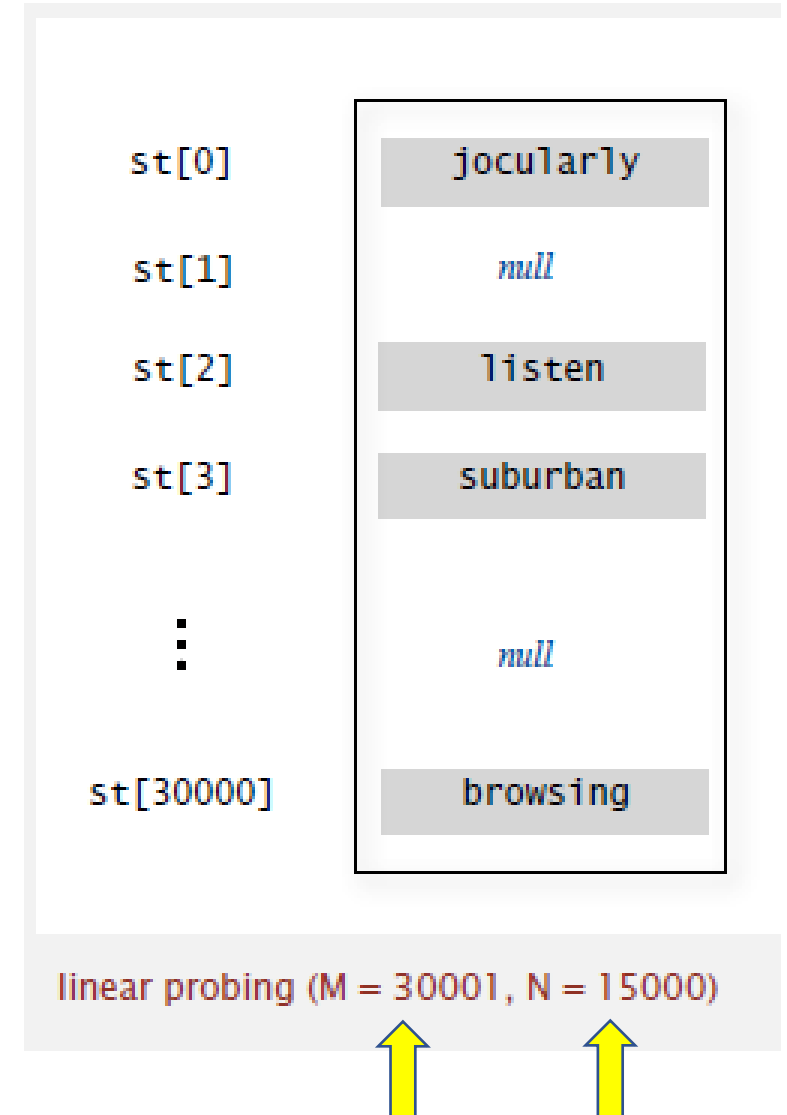 st[0] jocularly
st[1] null
st[2] listen
st[3] suburban
⋮ null
st[30000] browsing
linear probing (M = 30001, N = 15000)